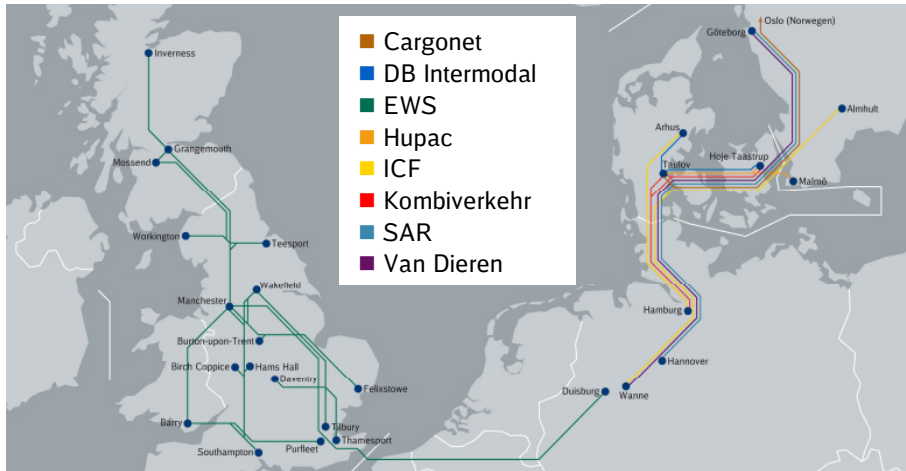 Cargonet
DB Intermodal
EWS
Hupac
ICF
Kombiverkehr
SAR
Van Dieren
Oslo (Norwegen)
Göteborg
Inverness
Almhult
Arhus
Grangemouth
Mossend
Taulov
Hoje Taastrup
Malmö
Workington
Teesport
Wakefield
Manchester
Hamburg
Burton-upon-Trent
Birch Coppice
Hams Hall
Daventry
Hannover
Felixstowe
Duisburg
Wanne
Barry
Tilbury
Thamesport
Purfleet
Southampton